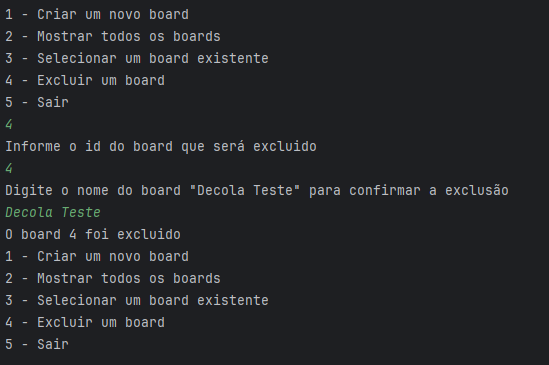 1 - Criar um novo board
2 - Mostrar todos os boards
3 - Selecionar um board existente
4 - Excluir um board
5 - Sair
4
Informe o id do board que será excluido
4
Digite o nome do board "Decola Teste" para confirmar a exclusão
Decola Teste
O board 4 foi excluido
1 - Criar um novo board
2 - Mostrar todos os boards
3 - Selecionar um board existente
4 - Excluir um board
5 - Sair